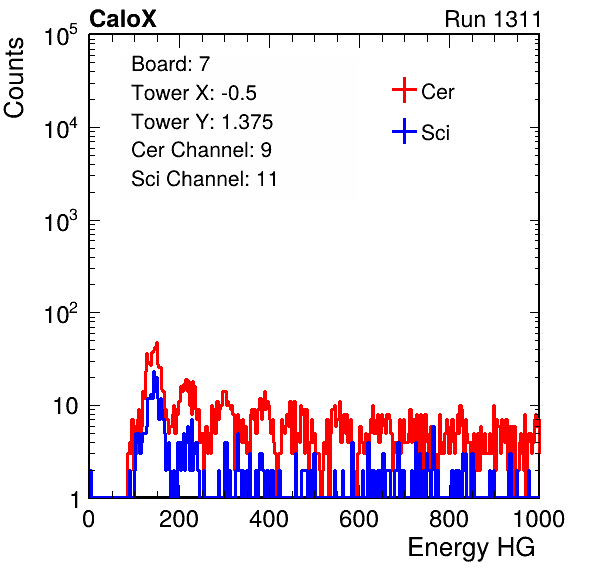 CaloX
Run 1311
Counts
10^5
10^4
10^3
10^2
10
1
Board: 7
Tower X: -0.5
Tower Y: 1.375
Cer Channel: 9
Sci Channel: 11
Cer
Sci
0 200 400 600 800 1000
Energy HG